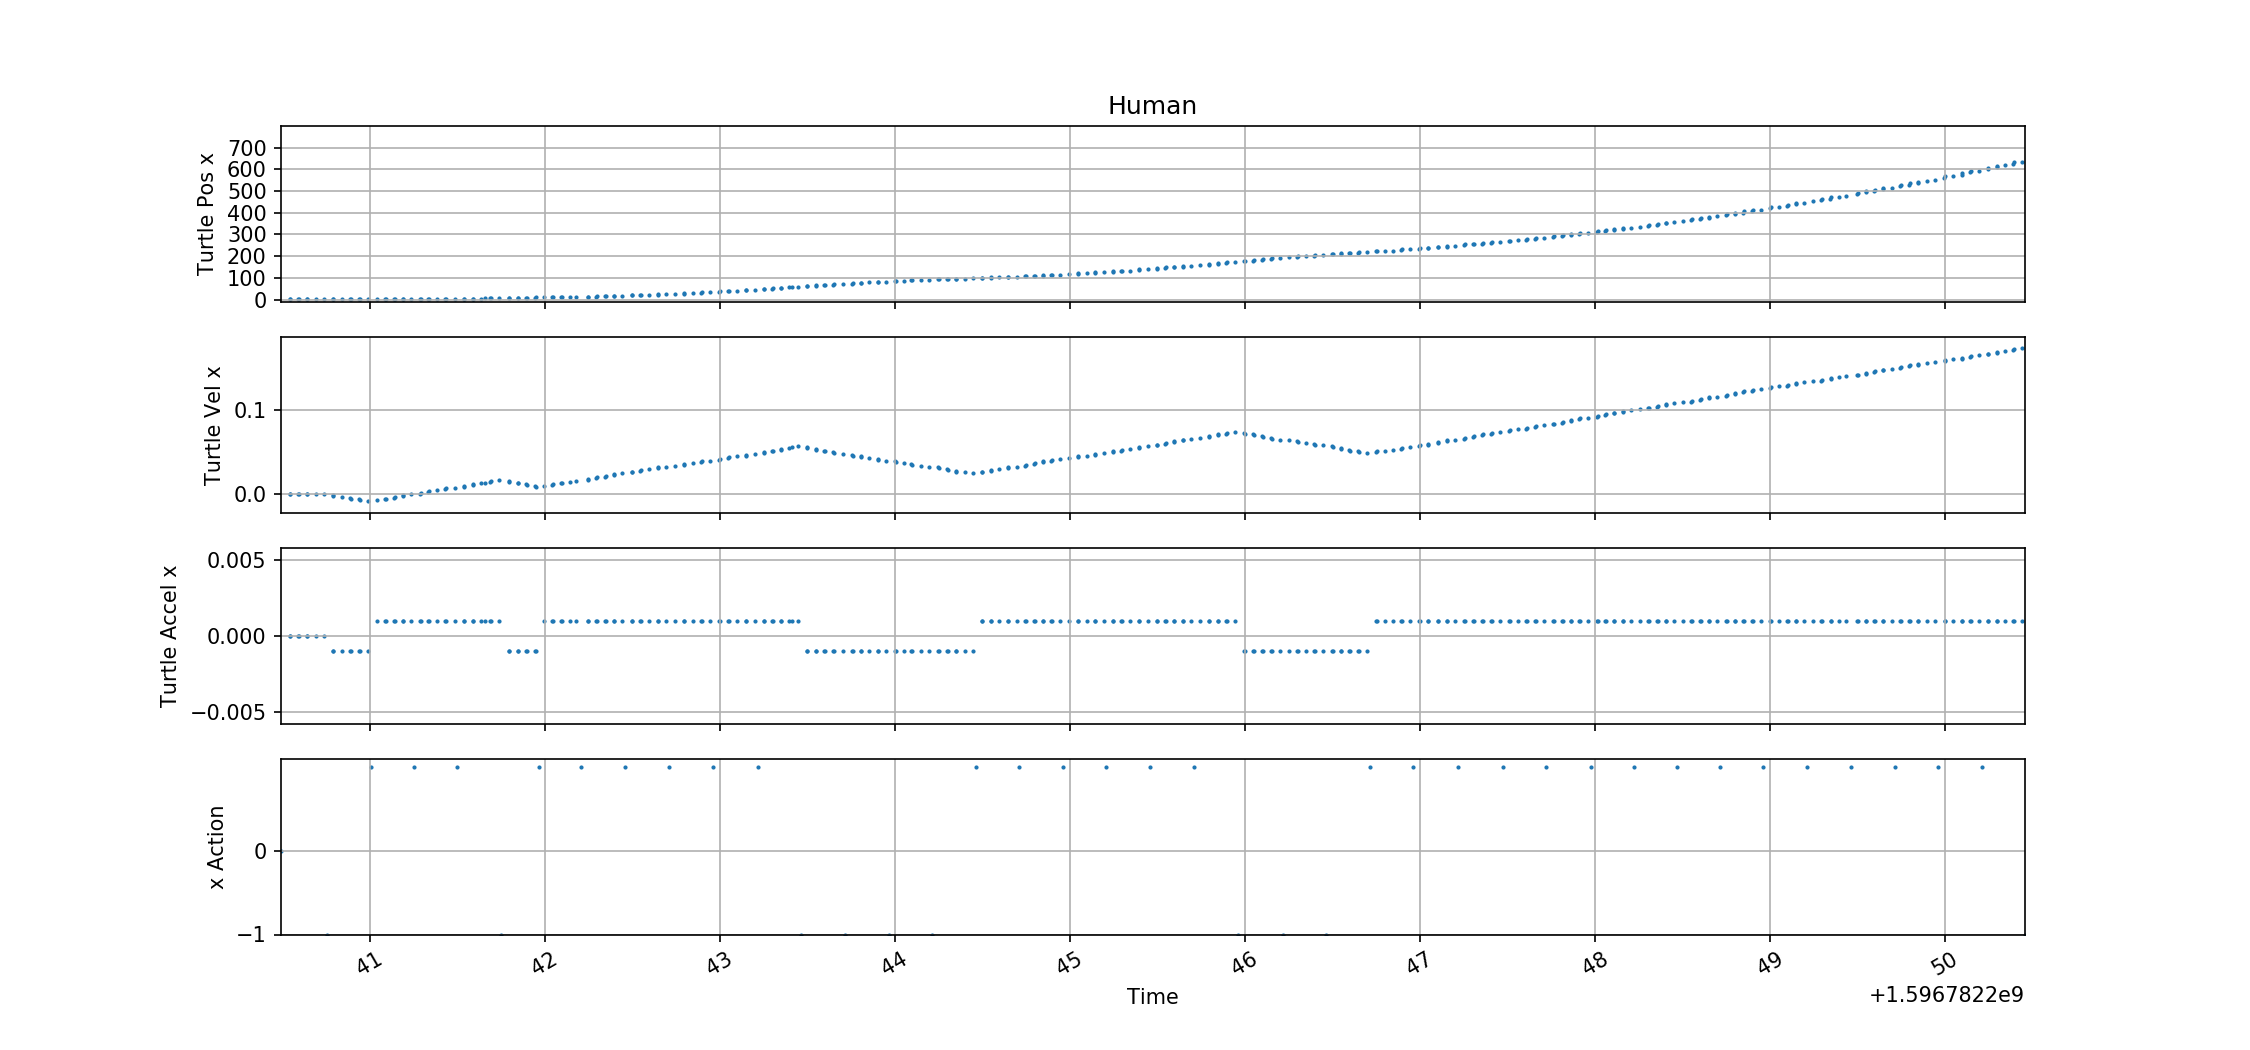 Human
Turtle Pos x
700
600
500
400
300
200
100
0
Turtle Vel x
0.1
0.0
Turtle Accel x
0.005
0.000
−0.005
x Action
0
−1
41 42 43 44 45 46 47 48 49 50
Time
+1.5967822e9